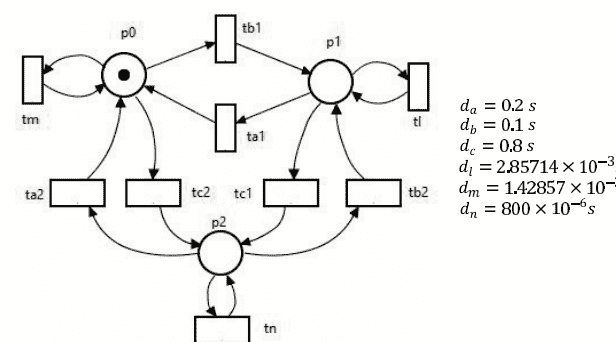 p0
tb1
p1
tm
ta1
tl
ta2
tc2
tc1
tb2
p2
tn
d_a = 0.2 s
d_b = 0.1 s
d_c = 0.8 s
d_l = 2.85714 × 10⁻³
d_m = 1.42857 × 10⁻
d_n = 800 × 10⁻⁶s